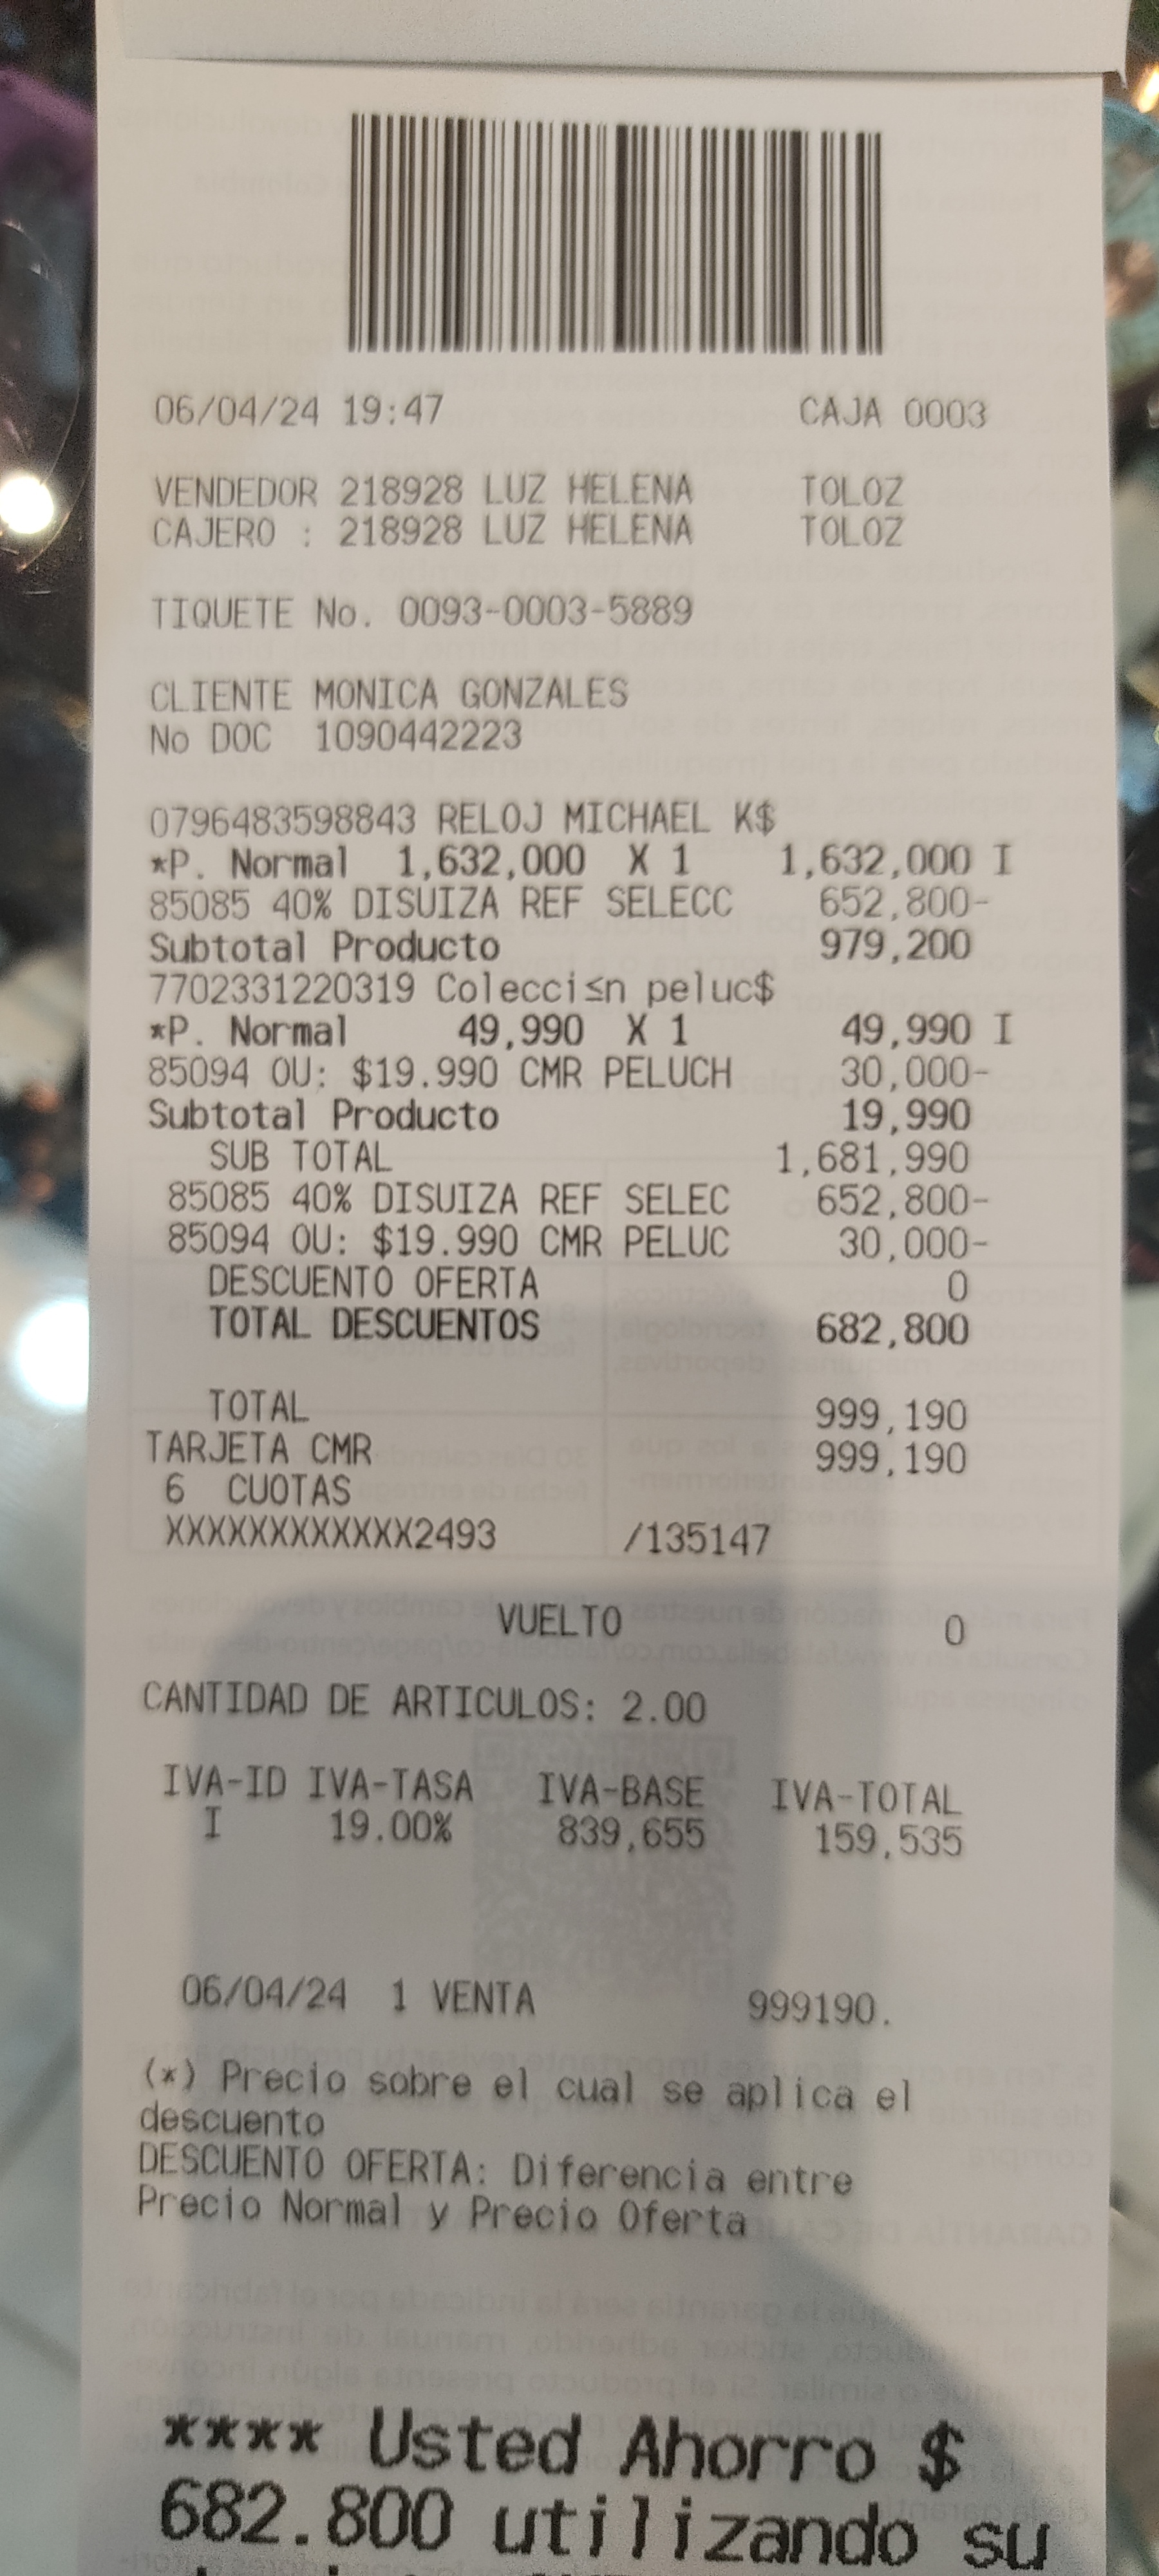 06/04/24 19:47 CAJA 0003
VENDEDOR 218928 LUZ HELENA TOLOZ
CAJERO : 218928 LUZ HELENA TOLOZ
TIQUETE No. 0093-0003-5889
CLIENTE MONICA GONZALES
No DOC 1090442223
0796483598843 RELOJ MICHAEL K$
*P. Normal 1,632,000 X 1 1,632,000 I
85085 40% DISUIZA REF SELECC 652,800-
Subtotal Producto 979,200
7702331220319 Colecci≤n peluc$
*P. Normal 49,990 X 1 49,990 I
85094 OU: $19.990 CMR PELUCH 30,000-
Subtotal Producto 19,990
SUB TOTAL 1,681,990
85085 40% DISUIZA REF SELEC 652,800-
85094 OU: $19.990 CMR PELUC 30,000-
DESCUENTO OFERTA 0
TOTAL DESCUENTOS 682,800
TOTAL 999,190
TARJETA CMR 999,190
6 CUOTAS
XXXXXXXXXXXX2493 /135147
VUELTO 0
CANTIDAD DE ARTICULOS: 2.00
IVA-ID IVA-TASA IVA-BASE IVA-TOTAL
I 19.00% 839,655 159,535
06/04/24 1 VENTA 999190.
(*) Precio sobre el cual se aplica el
descuento
DESCUENTO OFERTA: Diferencia entre
Precio Normal y Precio Oferta
**** Usted Ahorro $
682.800 utilizando su